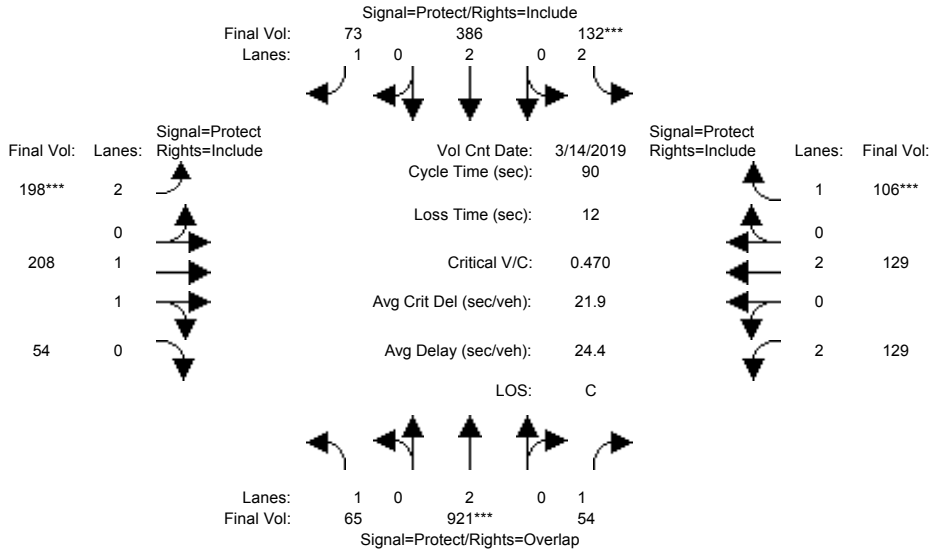 Signal=Protect/Rights=Include
Final Vol: 73 386 132***
Lanes: 1 0 2 0 2
Signal=Protect Signal=Protect
Final Vol: Lanes: Rights=Include Vol Cnt Date: 3/14/2019 Rights=Include Lanes: Final Vol:
Cycle Time (sec): 90
198*** 2 1 106***
Loss Time (sec): 12
0 0
208 1 Critical V/C: 0.470 2 129
1 Avg Crit Del (sec/veh): 21.9 0
54 0 Avg Delay (sec/veh): 24.4 2 129
LOS: C
Lanes: 1 0 2 0 1
Final Vol: 65 921*** 54
Signal=Protect/Rights=Overlap